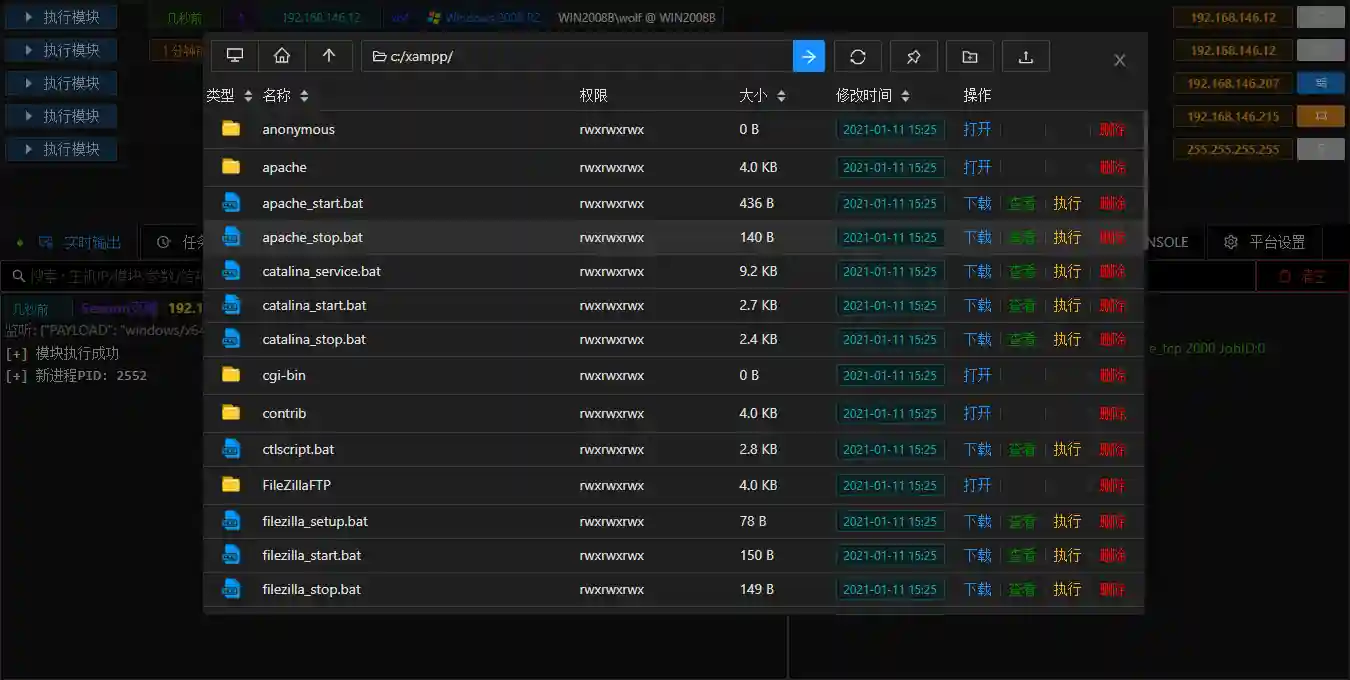 执行模块 几秒前 192.168.146.12 x64 Windows 2008 R2 WIN2008B\wolf @ WIN2008B 192.168.146.12
执行模块 1分钟前 192.168.146.12
执行模块 192.168.146.207
执行模块 192.168.146.215
执行模块 255.255.255.255
c:/xampp/
类型 名称 权限 大小 修改时间 操作
anonymous rwxrwxrwx 0 B 2021-01-11 15:25 打开 删除
apache rwxrwxrwx 4.0 KB 2021-01-11 15:25 打开 删除
apache_start.bat rwxrwxrwx 436 B 2021-01-11 15:25 下载 查看 执行 删除
apache_stop.bat rwxrwxrwx 140 B 2021-01-11 15:25 下载 查看 执行 删除
catalina_service.bat rwxrwxrwx 9.2 KB 2021-01-11 15:25 下载 查看 执行 删除
catalina_start.bat rwxrwxrwx 2.7 KB 2021-01-11 15:25 下载 查看 执行 删除
catalina_stop.bat rwxrwxrwx 2.4 KB 2021-01-11 15:25 下载 查看 执行 删除
cgi-bin rwxrwxrwx 0 B 2021-01-11 15:25 打开 删除
contrib rwxrwxrwx 4.0 KB 2021-01-11 15:25 打开 删除
ctlscript.bat rwxrwxrwx 2.8 KB 2021-01-11 15:25 下载 查看 执行 删除
FileZillaFTP rwxrwxrwx 4.0 KB 2021-01-11 15:25 打开 删除
filezilla_setup.bat rwxrwxrwx 78 B 2021-01-11 15:25 下载 查看 执行 删除
filezilla_start.bat rwxrwxrwx 150 B 2021-01-11 15:25 下载 查看 执行 删除
filezilla_stop.bat rwxrwxrwx 149 B 2021-01-11 15:25 下载 查看 执行 删除
实时输出 任务 NSOLE 平台设置
搜索 · 主机IP/模块/参数/ 清空
几秒前 192.1
监听: {"PAYLOAD": "windows/x64 e_tcp 2000 JobID:0
[+] 模块执行成功
[+] 新进程PID: 2552